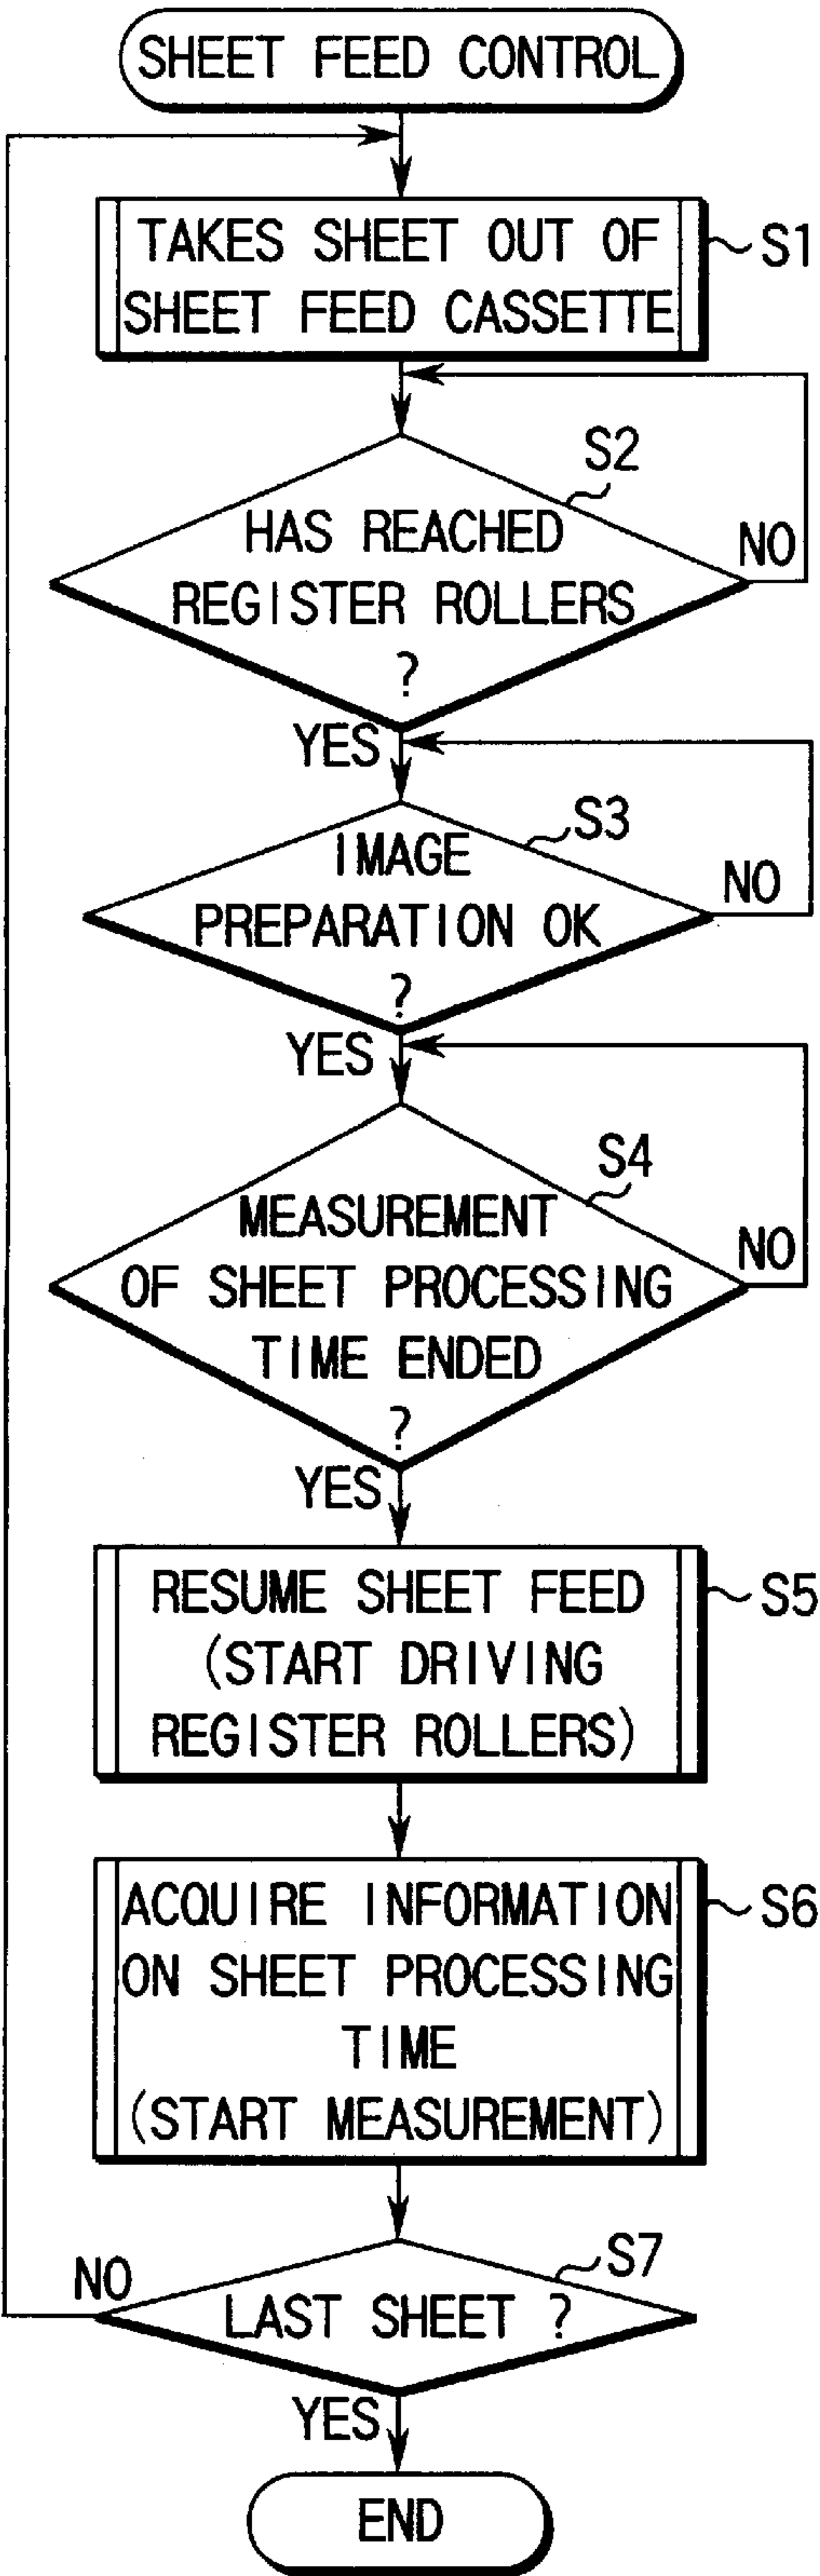 SHEET FEED CONTROL
TAKES SHEET OUT OF
SHEET FEED CASSETTE
S1
S2
HAS REACHED
REGISTER ROLLERS
?
NO
YES
S3
IMAGE
PREPARATION OK
?
NO
YES
S4
MEASUREMENT
OF SHEET PROCESSING
TIME ENDED
?
NO
YES
RESUME SHEET FEED
(START DRIVING
REGISTER ROLLERS)
S5
ACQUIRE INFORMATION
ON SHEET PROCESSING
TIME
(START MEASUREMENT)
S6
S7
LAST SHEET ?
NO
YES
END